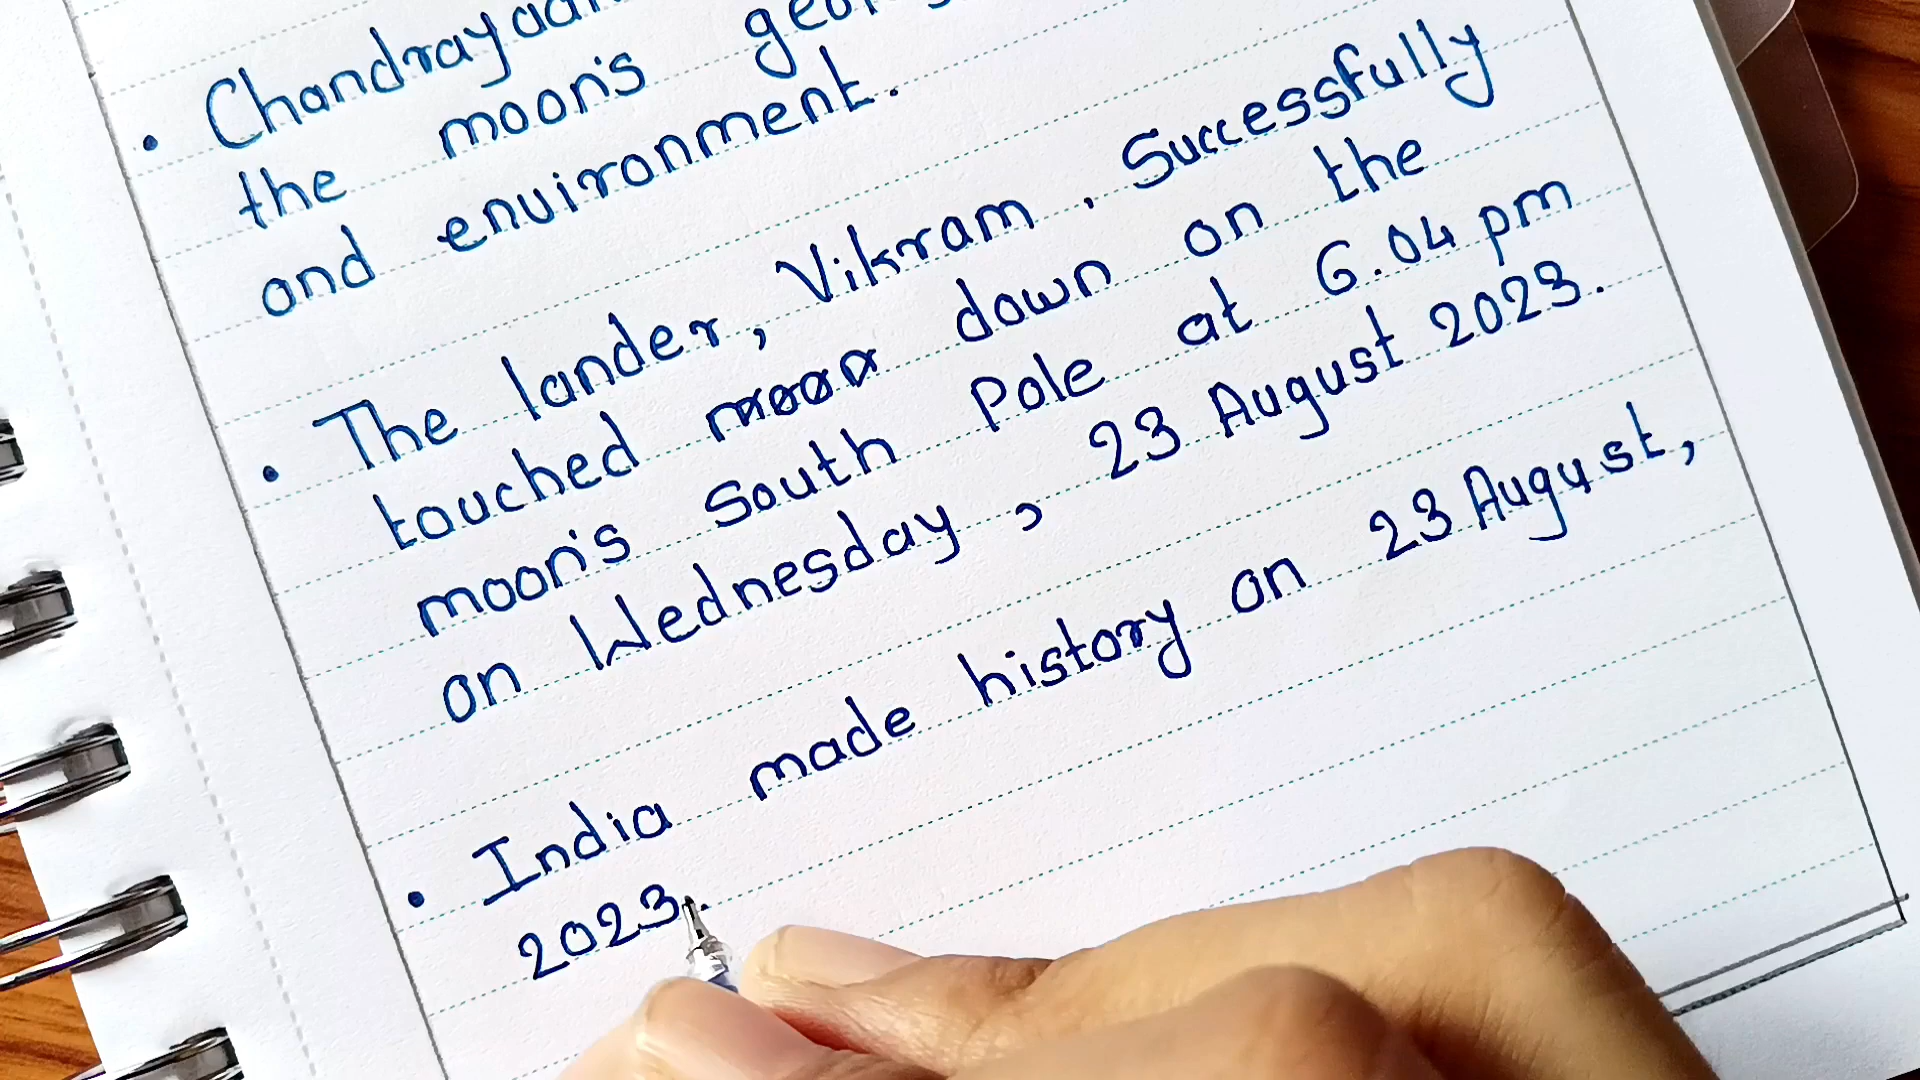 • Chandrayaan
the moon's
and environment.
• The lander, Vikram. Successfully
touched moon down on the
moon's South Pole at 6.04 pm
on Wednesday, 23 August 2023.
• India made history on 23 August,
2023.